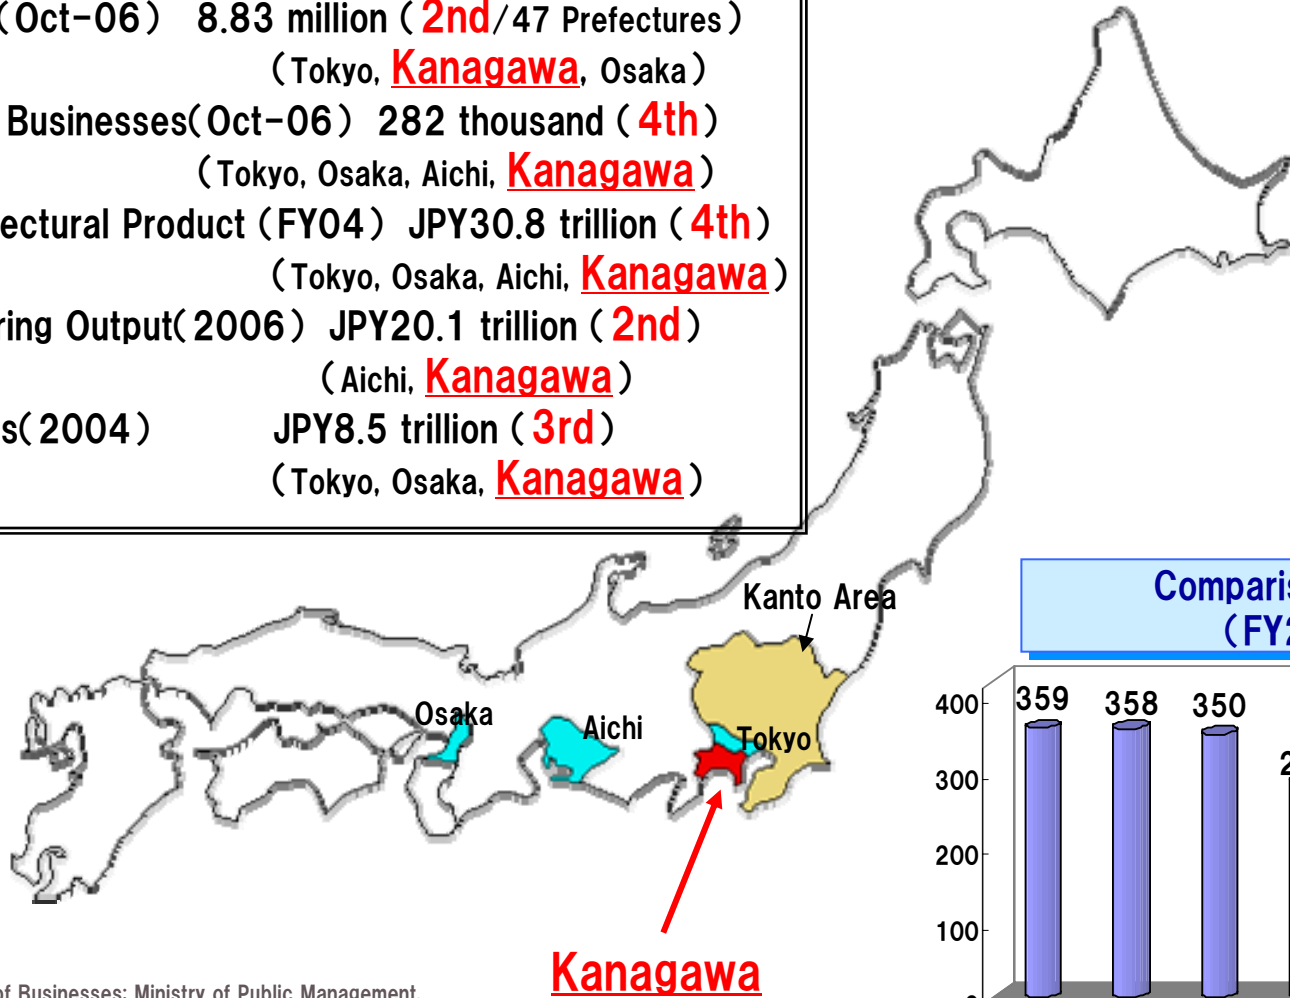 (Oct-06) 8.83 million (2nd/47 Prefectures)
(Tokyo, Kanagawa, Osaka)
Businesses(Oct-06) 282 thousand (4th)
(Tokyo, Osaka, Aichi, Kanagawa)
ectural Product (FY04) JPY30.8 trillion (4th)
(Tokyo, Osaka, Aichi, Kanagawa)
ring Output(2006) JPY20.1 trillion (2nd)
(Aichi, Kanagawa)
s(2004) JPY8.5 trillion (3rd)
(Tokyo, Osaka, Kanagawa)
Kanto Area
Osaka
Aichi
Tokyo
Kanagawa
Comparis
(FY2
359 358 350
400
300
200
100
of Businesses: Ministry of Public Management,